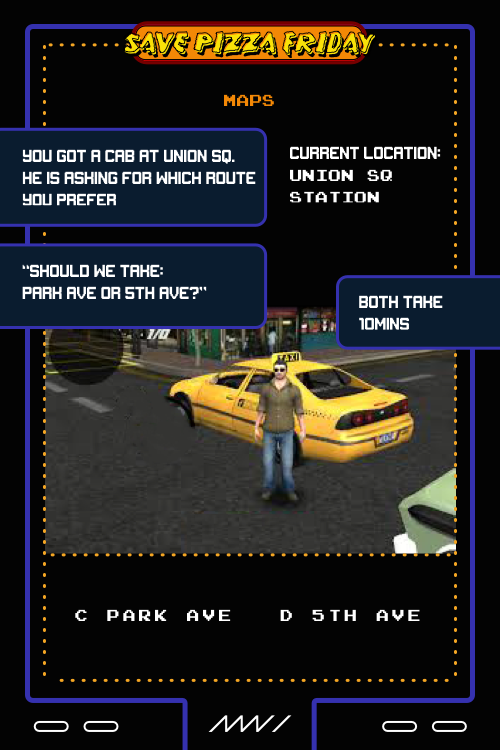 SAVE PIZZA FRIDAY
MAPS
YOU GOT A CAB AT UNION SQ.
HE IS ASKING FOR WHICH ROUTE
YOU PREFER
CURRENT LOCATION:
UNION SQ
STATION
"SHOULD WE TAKE:
PARK AVE OR 5TH AVE?"
BOTH TAKE
10MINS
1/0
TAXI
C PARK AVE
D 5TH AVE